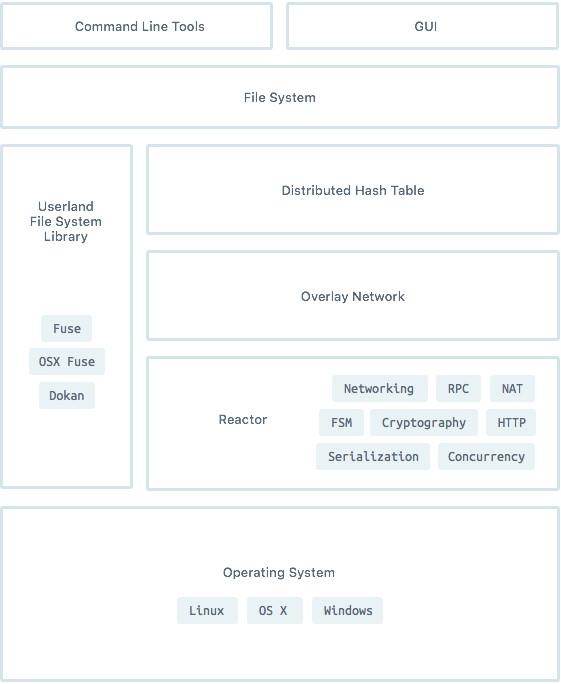 Command Line Tools
GUI
File System
Userland
File System
Library
Fuse
OSX Fuse
Dokan
Distributed Hash Table
Overlay Network
Reactor
Networking RPC NAT
FSM Cryptography HTTP
Serialization Concurrency
Operating System
Linux OS X Windows